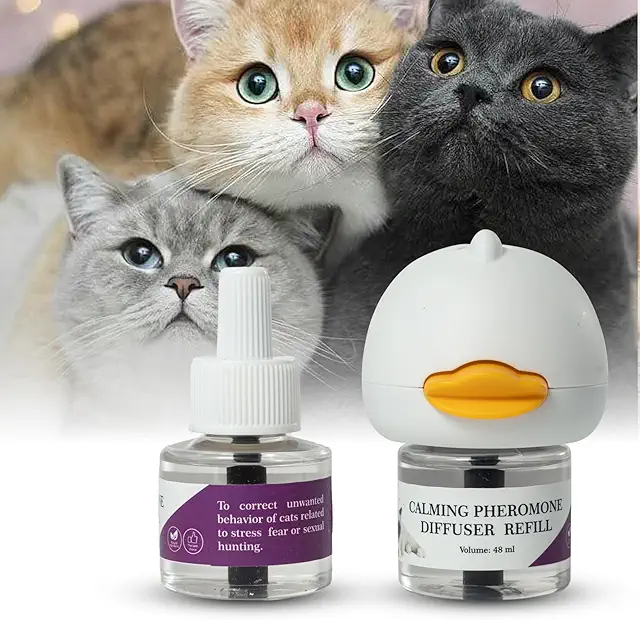 To correct unwanted
behavior of cats related
to stress fear or sexual
hunting.
CALMING PHEROMONE
DIFFUSER REFILL
Volume: 48 ml